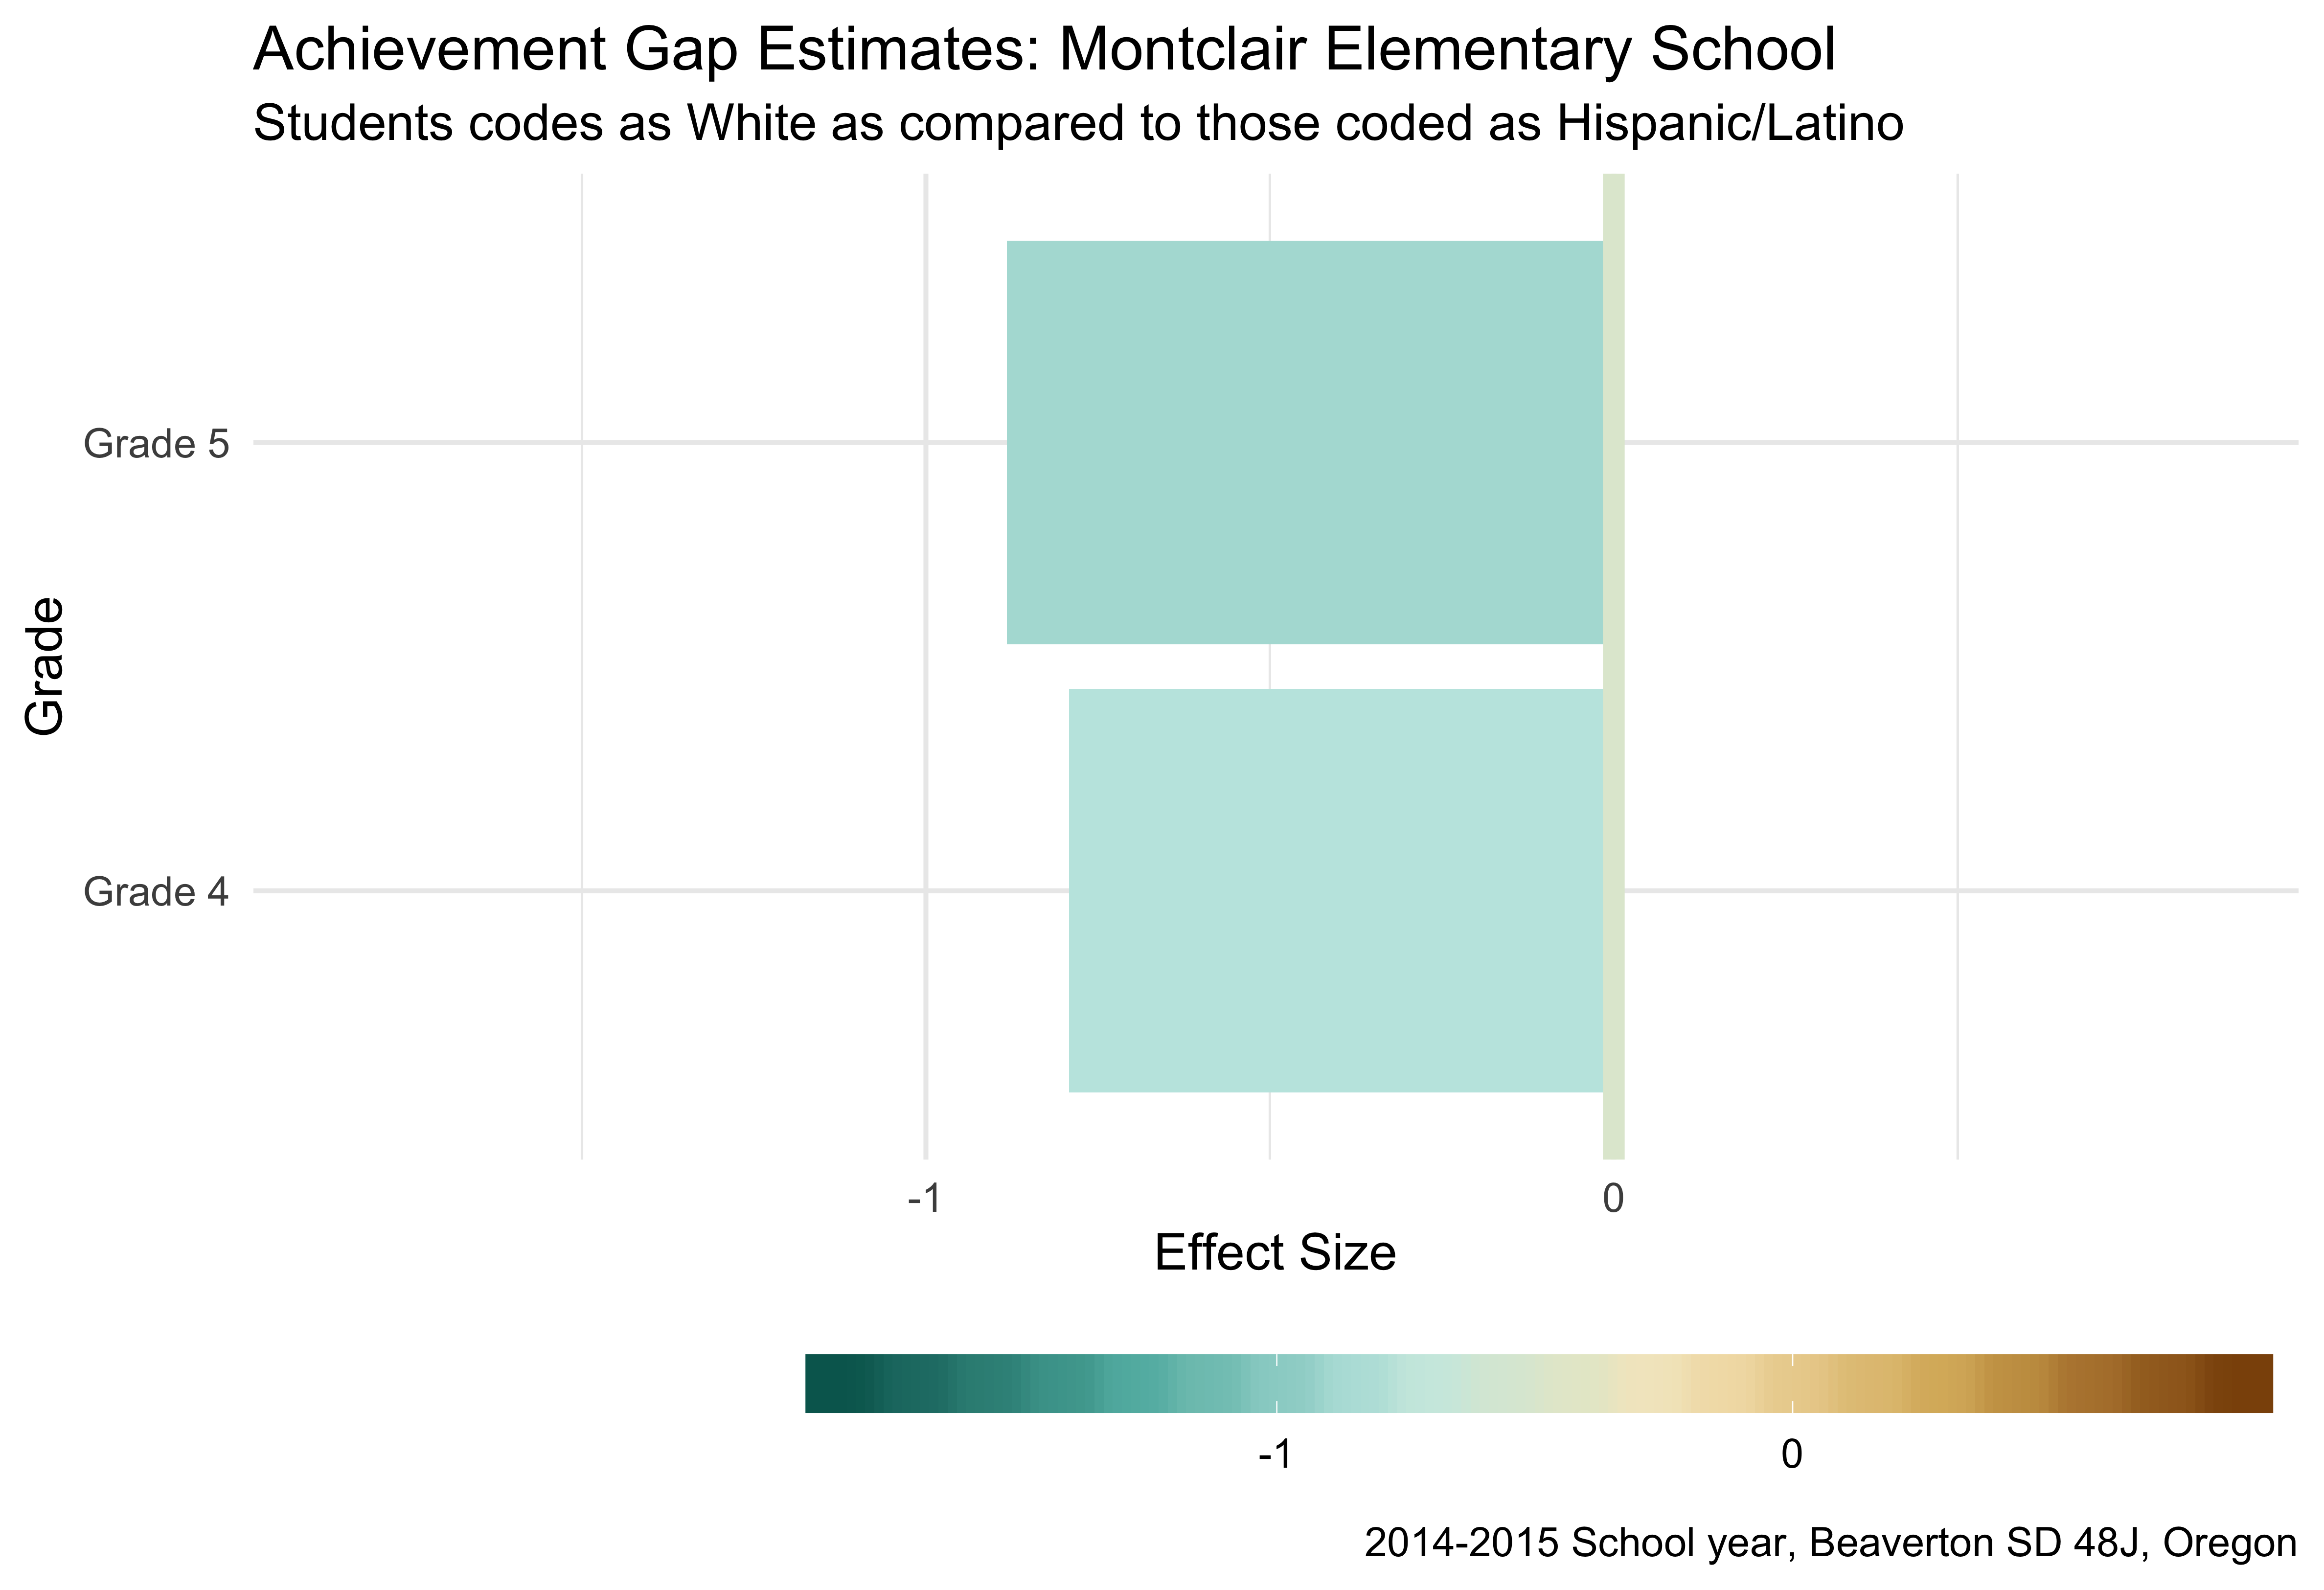 Achievement Gap Estimates: Montclair Elementary School
Students codes as White as compared to those coded as Hispanic/Latino
Grade
Grade 5
Grade 4
-1
0
Effect Size
-1
0
2014-2015 School year, Beaverton SD 48J, Oregon